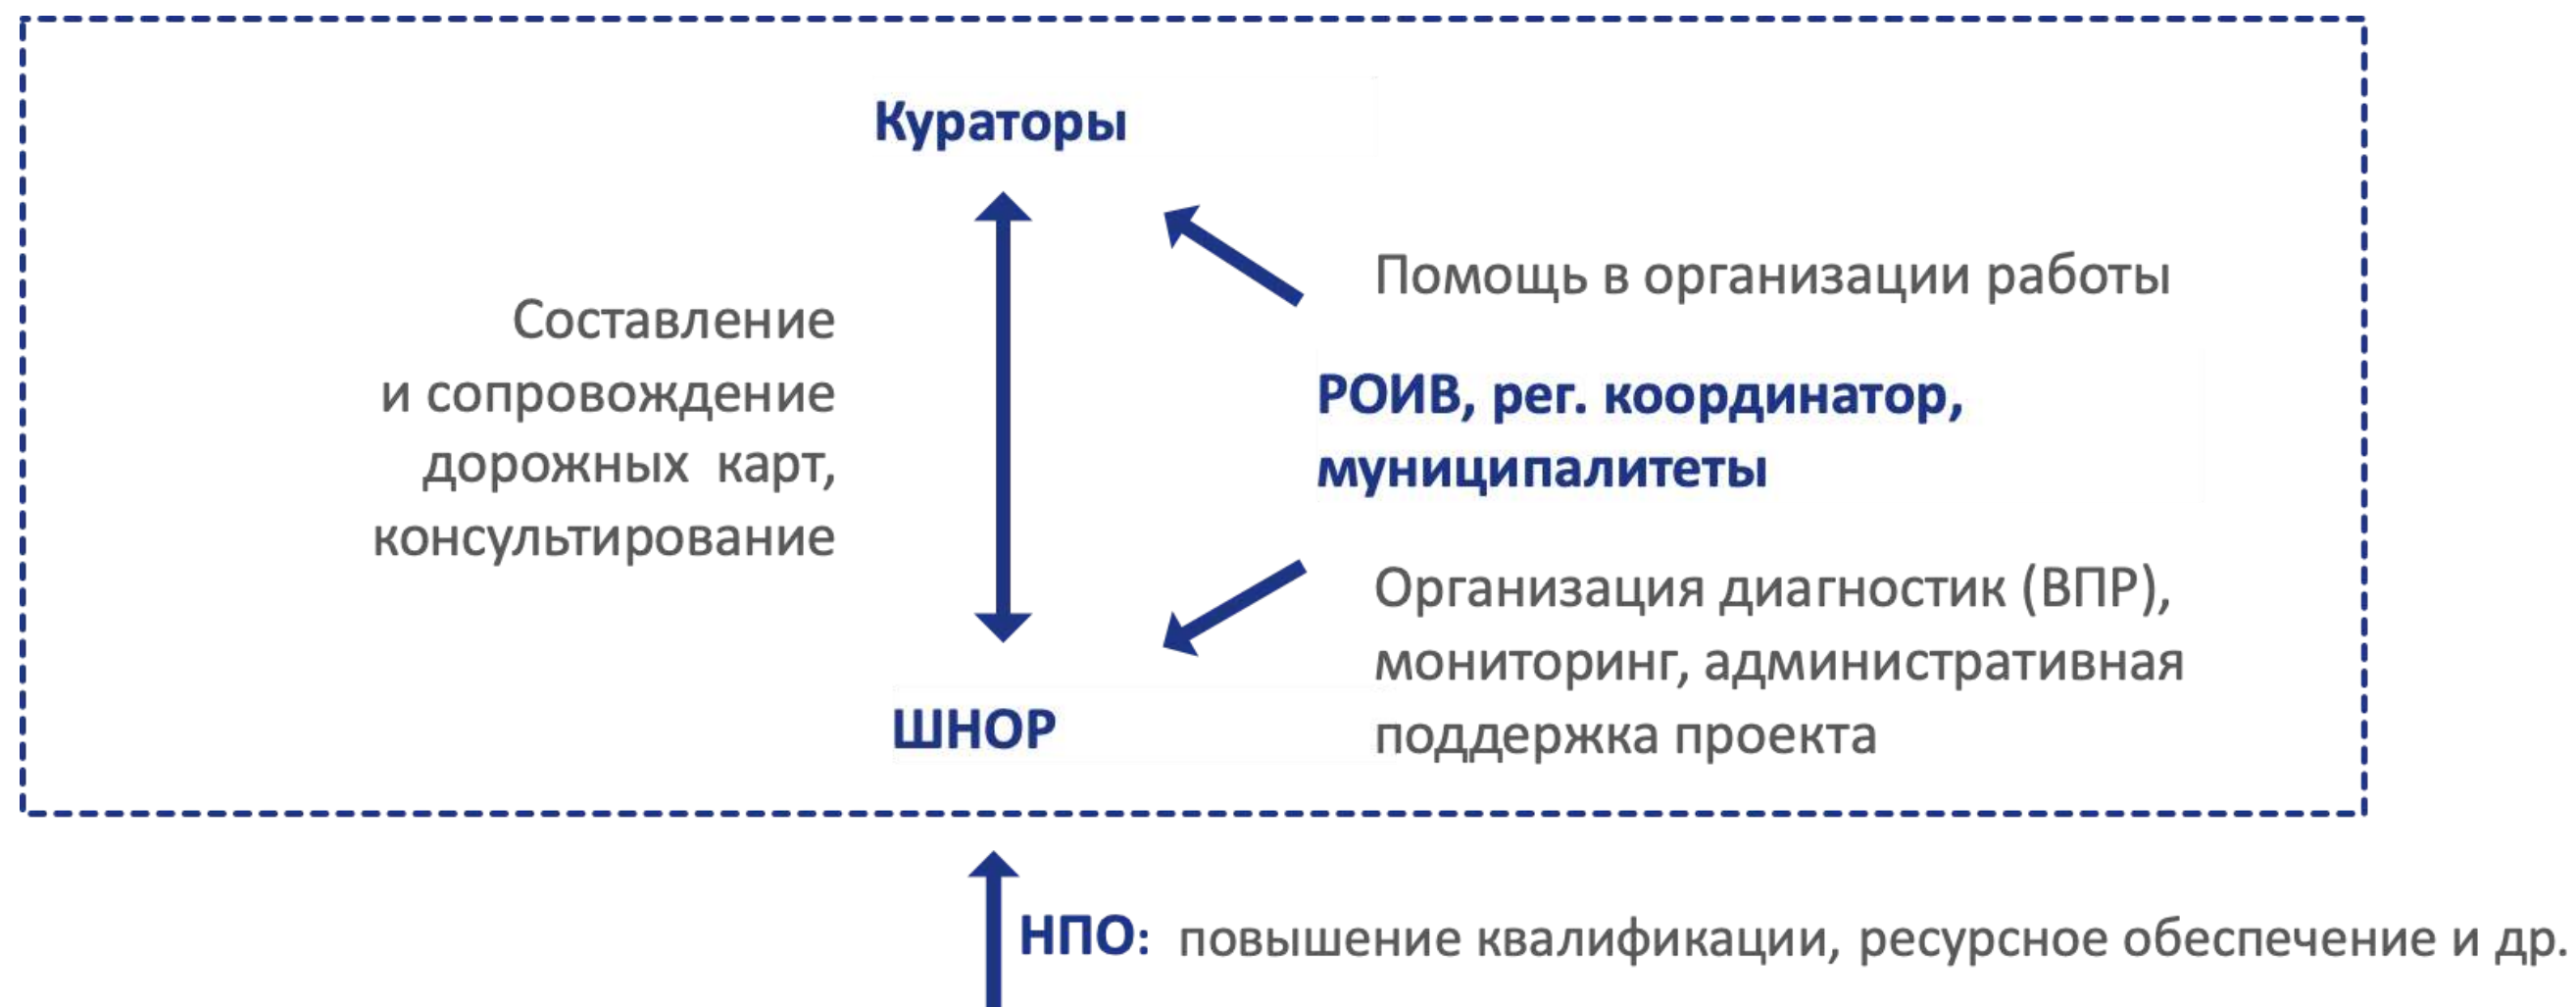 Кураторы
Составление
и сопровождение
дорожных карт,
консультирование
Помощь в организации работы
РОИВ, рег. координатор,
муниципалитеты
Организация диагностик (ВПР),
мониторинг, административная
поддержка проекта
ШНОР
НПО: повышение квалификации, ресурсное обеспечение и др.